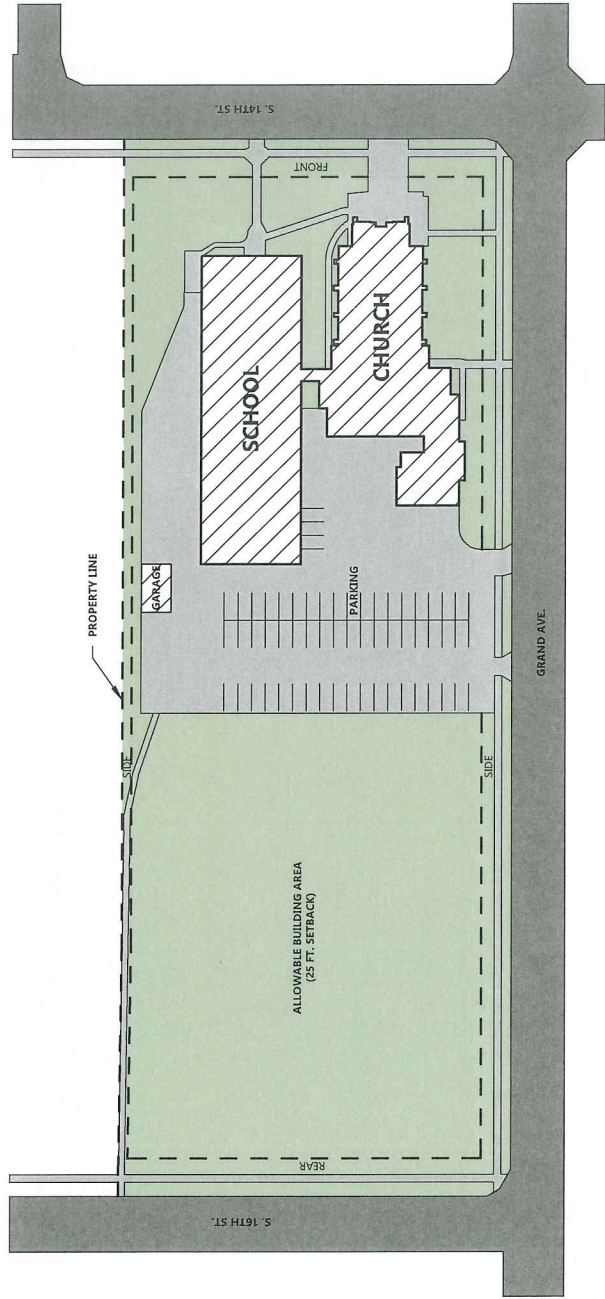 S. 14TH ST.
FRONT
PROPERTY LINE
SCHOOL
CHURCH
GARAGE
PARKING
SIDE
SIDE
GRAND AVE.
ALLOWABLE BUILDING AREA
(25 FT. SETBACK)
REAR
S. 16TH ST.